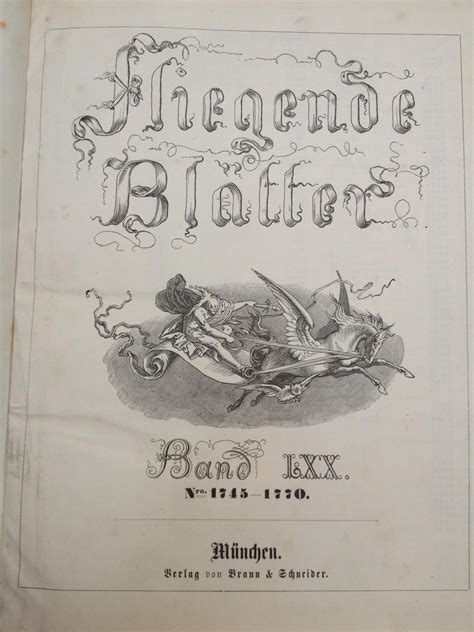 Fliegende
Blätter
Band LXX.
Nro. 1745—1770.
München.
Verlag von Braun & Schneider.